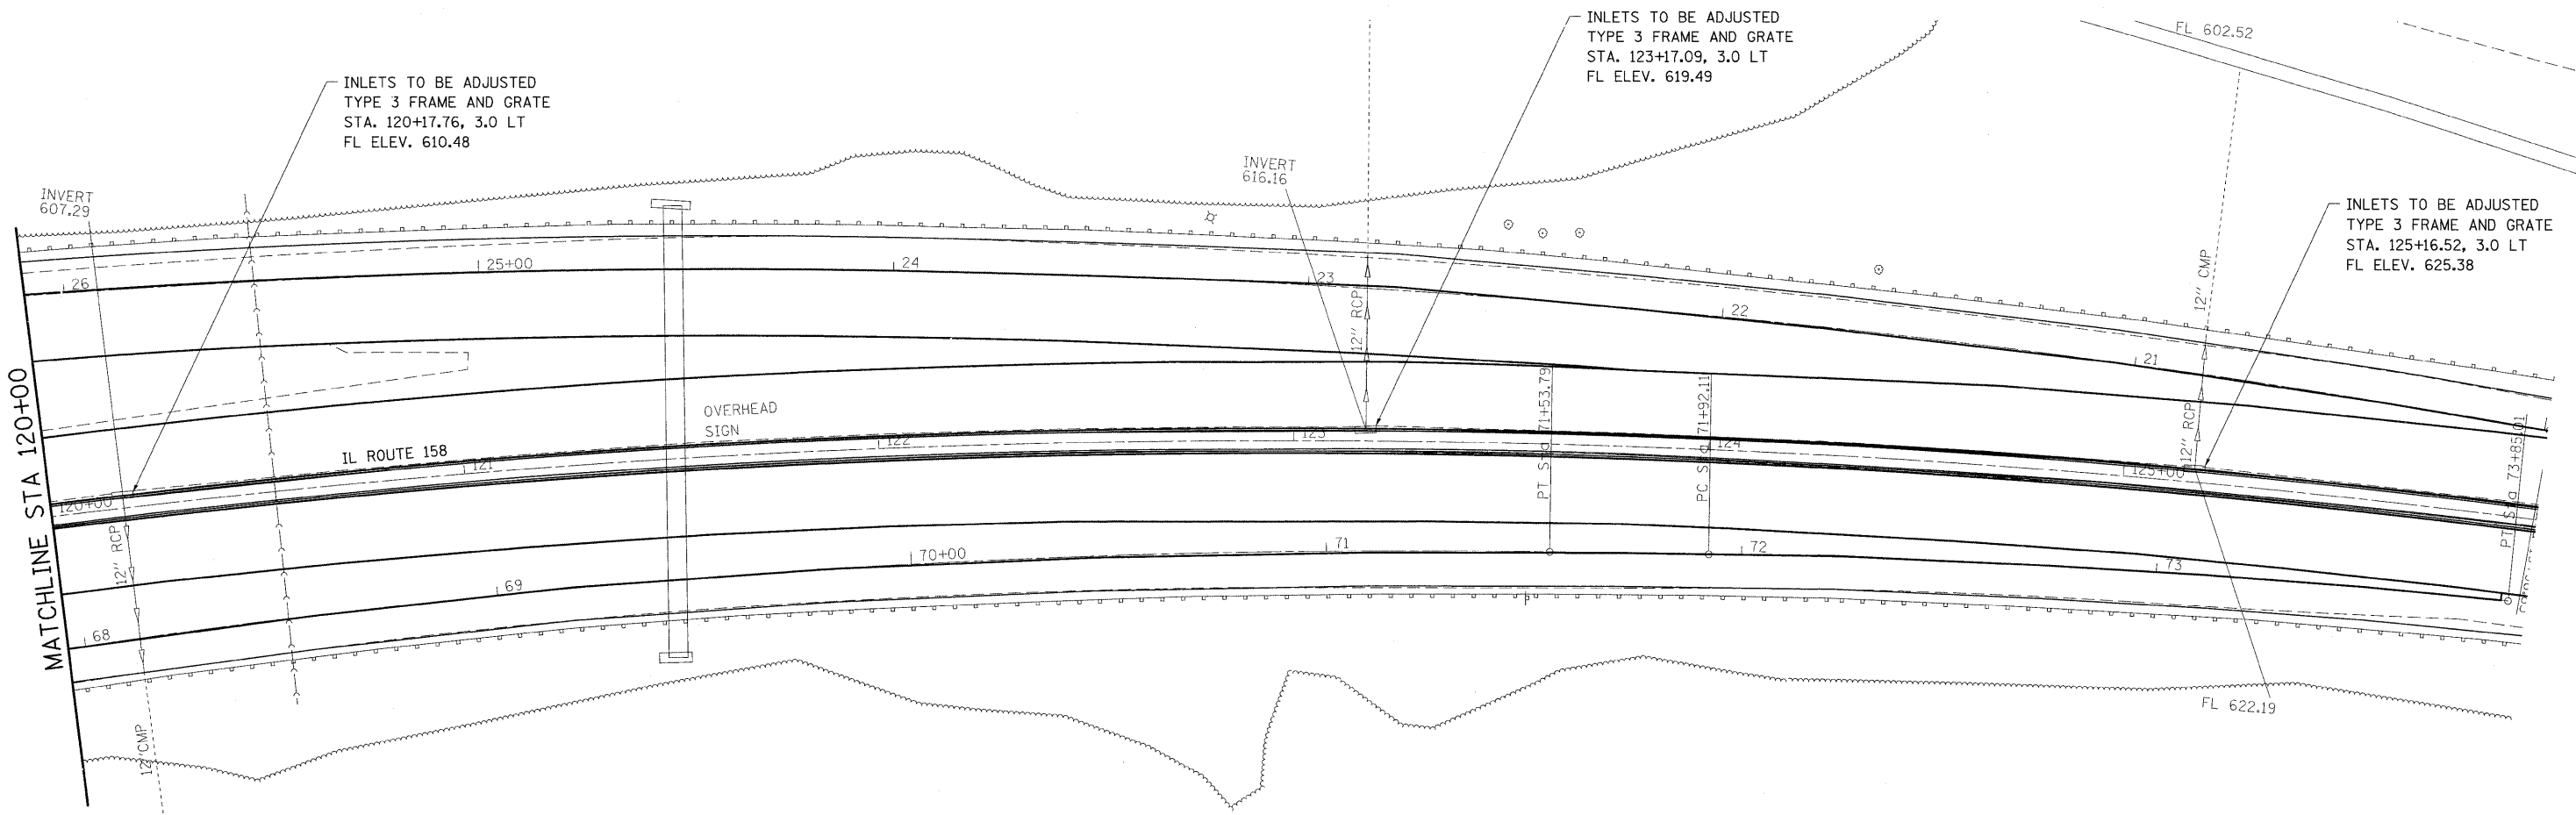 INLETS TO BE ADJUSTED
TYPE 3 FRAME AND GRATE
STA. 123+17.09, 3.0 LT
FL ELEV. 619.49
FL 602.52
INLETS TO BE ADJUSTED
TYPE 3 FRAME AND GRATE
STA. 120+17.76, 3.0 LT
FL ELEV. 610.48
INVERT
616.16
INVERT
607.29
INLETS TO BE ADJUSTED
TYPE 3 FRAME AND GRATE
STA. 125+16.52, 3.0 LT
FL ELEV. 625.38
26
25+00
24
23
22
21
12" RCP
12" CMP
12" RCP
OVERHEAD
SIGN
IL ROUTE 158
120+00
121
122
123
124
125+00
PT Sta 71+53.79
PC Sta 71+92.11
PT Sta 73+85.01
MATCHLINE STA 120+00
12" RCP
68
69
70+00
71
72
73
FL 622.19
12"CMP